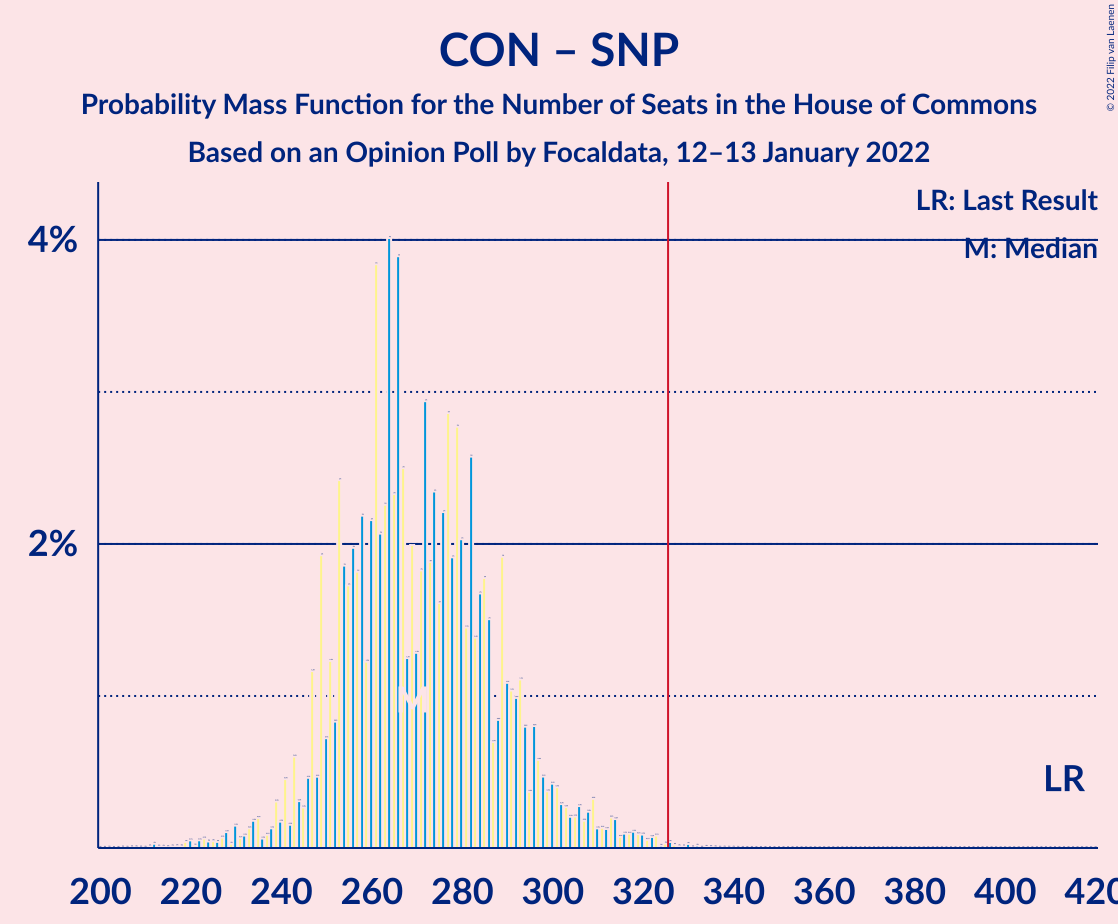 CON – SNP
Probability Mass Function for the Number of Seats in the House of Commons
Based on an Opinion Poll by Focaldata, 12–13 January 2022
© 2022 Filip van Laenen
LR: Last Result
M: Median
4%
2%
M
LR
200 220 240 260 280 300 320 340 360 380 400 420